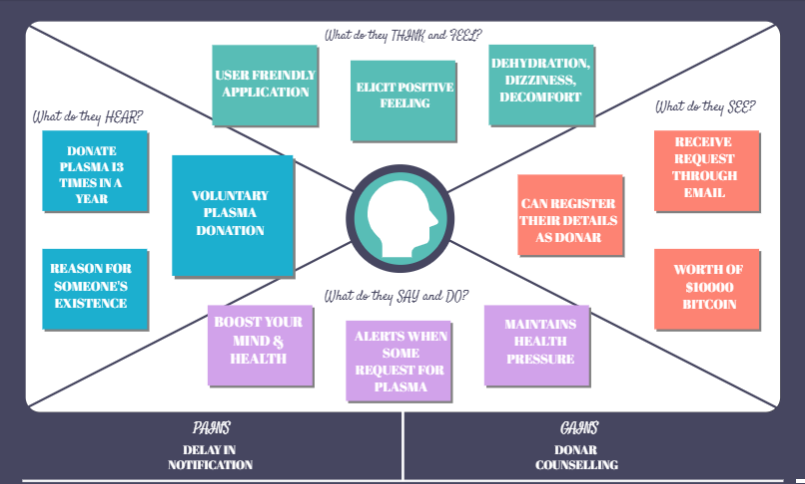 What do they THINK and FEEL?
USER FREINDLY
APPLICATION
ELICIT POSITIVE
FEELING
DEHYDRATION,
DIZZINESS,
DECOMFORT
What do they HEAR?
DONATE
PLASMA 13
TIMES IN A
YEAR
VOLUNTARY
PLASMA
DONATION
REASON FOR
SOMEONE'S
EXISTENCE
What do they SEE?
RECEIVE
REQUEST
THROUGH
EMAIL
CAN REGISTER
THEIR DETAILS
AS DONAR
WORTH OF
$10000
BITCOIN
What do they SAY and DO?
BOOST YOUR
MIND &
HEALTH
ALERTS WHEN
SOME
REQUEST FOR
PLASMA
MAINTAINS
HEALTH
PRESSURE
PAINS
DELAY IN
NOTIFICATION
GAINS
DONAR
COUNSELLING